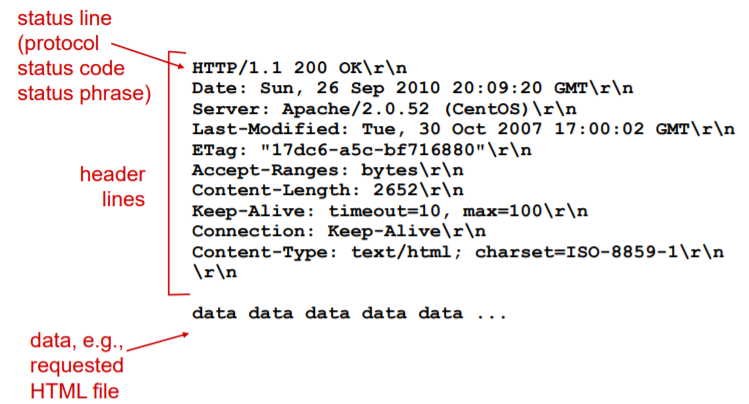 status line
(protocol
status code
status phrase)
HTTP/1.1 200 OK\r\n
Date: Sun, 26 Sep 2010 20:09:20 GMT\r\n
Server: Apache/2.0.52 (CentOS)\r\n
Last-Modified: Tue, 30 Oct 2007 17:00:02 GMT\r\n
ETag: "17dc6-a5c-bf716880"\r\n
Accept-Ranges: bytes\r\n
Content-Length: 2652\r\n
Keep-Alive: timeout=10, max=100\r\n
Connection: Keep-Alive\r\n
Content-Type: text/html; charset=ISO-8859-1\r\n
\r\n
header
lines
data data data data data ...
data, e.g.,
requested
HTML file